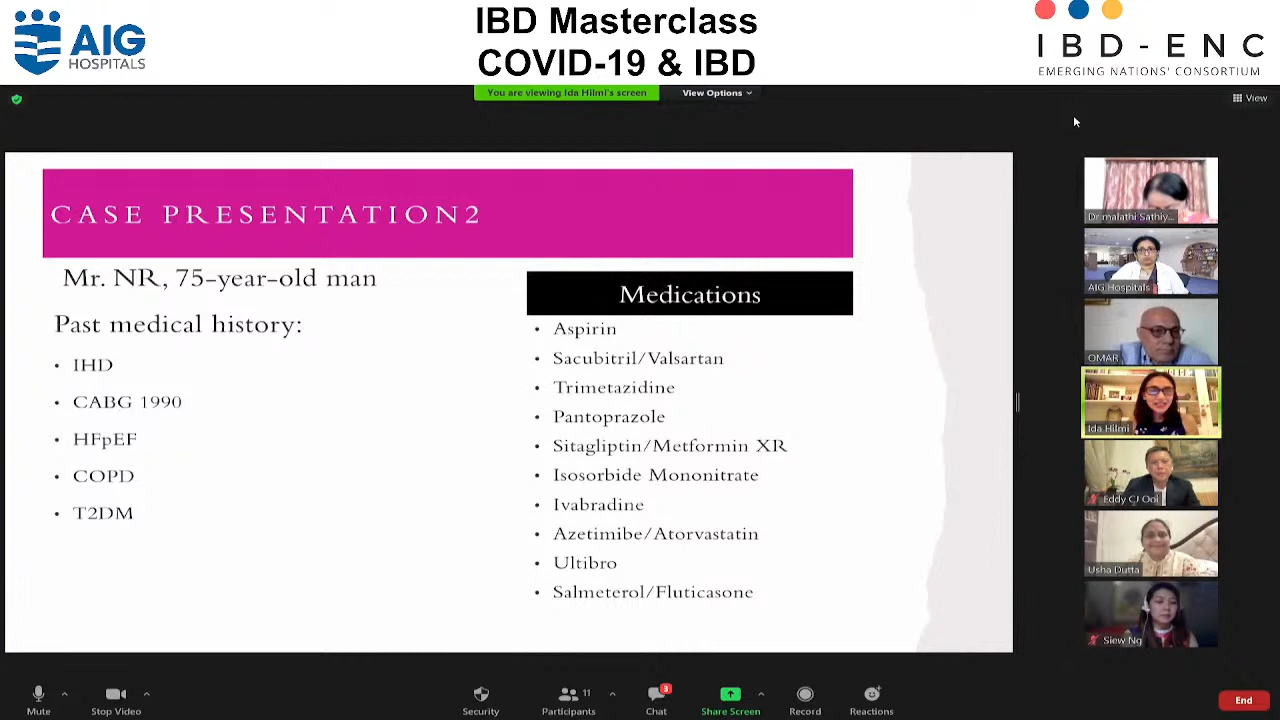 AIG
HOSPITALS
IBD Masterclass
COVID-19 & IBD
IBD-ENC
EMERGING NATIONS' CONSORTIUM
You are viewing Ida Hilmi's screen
View Options
View
CASE PRESENTATION2
Mr. NR, 75-year-old man
Past medical history:
• IHD
• CABG 1990
• HFpEF
• COPD
• T2DM
Medications
• Aspirin
• Sacubitril/Valsartan
• Trimetazidine
• Pantoprazole
• Sitagliptin/Metformin XR
• Isosorbide Mononitrate
• Ivabradine
• Azetimibe/Atorvastatin
• Ultibro
• Salmeterol/Fluticasone
Dr malathi Sathiy...
AIG Hospitals
OMAR
Ida Hilmi
Eddy CJ Ooi
Usha Dutta
Siew Ng
Mute
Stop Video
Security
Participants
11
Chat
3
Share Screen
Record
Reactions
End